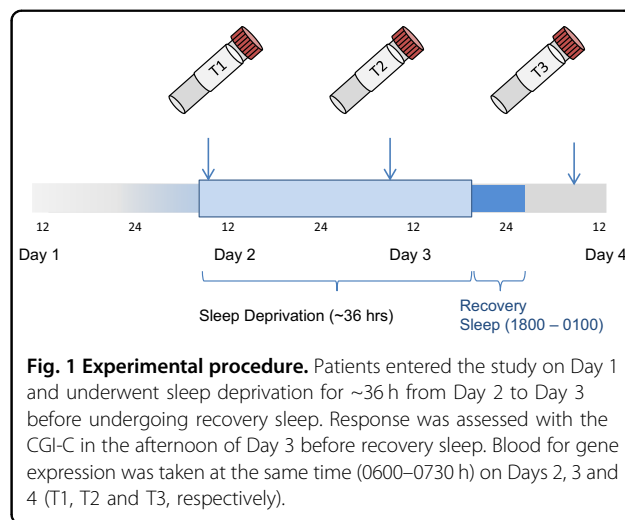 T1 T2 T3
12 24 12 24 12 24 12
Day 1 Day 2 Day 3 Day 4
Sleep Deprivation (~36 hrs)
Recovery
Sleep (1800 – 0100)
Fig. 1 Experimental procedure. Patients entered the study on Day 1
and underwent sleep deprivation for ~36 h from Day 2 to Day 3
before undergoing recovery sleep. Response was assessed with the
CGI-C in the afternoon of Day 3 before recovery sleep. Blood for gene
expression was taken at the same time (0600–0730 h) on Days 2, 3 and
4 (T1, T2 and T3, respectively).